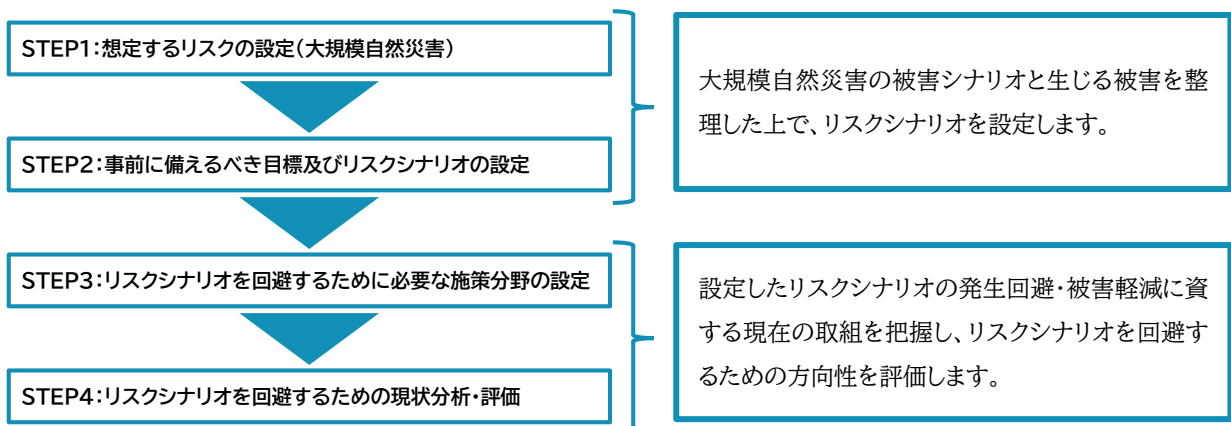 STEP1:想定するリスクの設定(大規模自然災害)
STEP2:事前に備えるべき目標及びリスクシナリオの設定
大規模自然災害の被害シナリオと生じる被害を整
理した上で、リスクシナリオを設定します。
STEP3:リスクシナリオを回避するために必要な施策分野の設定
STEP4:リスクシナリオを回避するための現状分析・評価
設定したリスクシナリオの発生回避・被害軽減に資
する現在の取組を把握し、リスクシナリオを回避す
るための方向性を評価します。